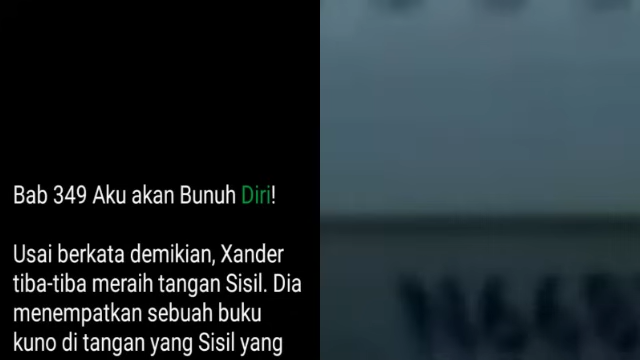 Bab 349 Aku akan Bunuh Diri!
Usai berkata demikian, Xander
tiba-tiba meraih tangan Sisil. Dia
menempatkan sebuah buku
kuno di tangan yang Sisil yang